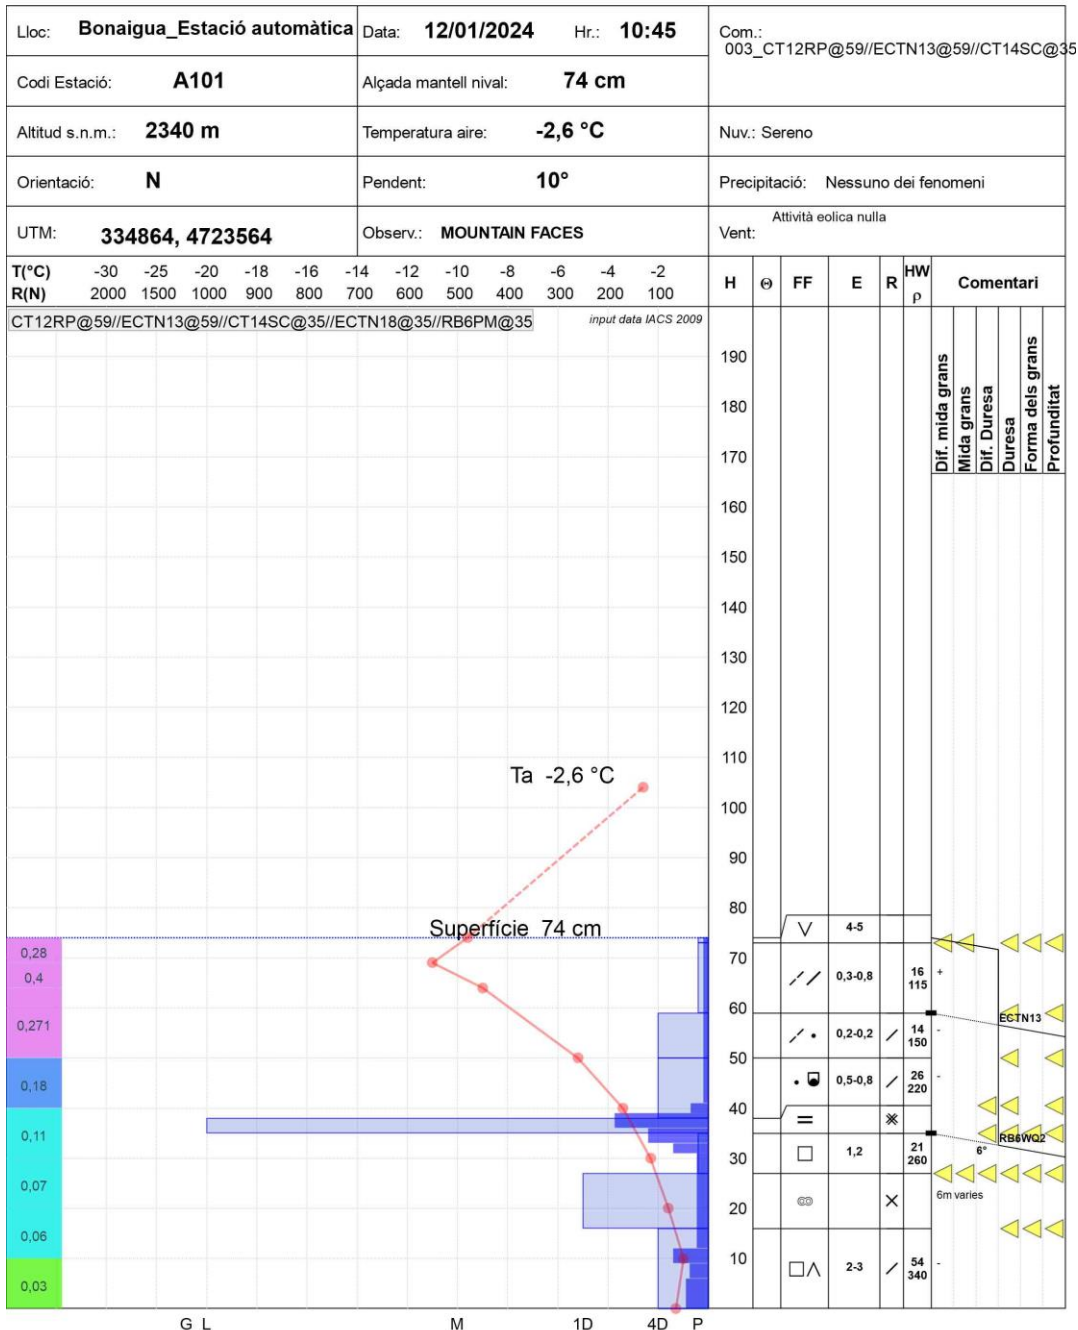 Lloc: Bonaigua_Estació automàtica Data: 12/01/2024 Hr.: 10:45 Com.:
003_CT12RP@59//ECTN13@59//CT14SC@35
Codi Estació: A101 Alçada mantell nival: 74 cm
Altitud s.n.m.: 2340 m Temperatura aire: -2,6 °C Nuv.: Sereno
Orientació: N Pendent: 10° Precipitació: Nessuno dei fenomeni
UTM: 334864, 4723564 Observ.: MOUNTAIN FACES Vent: Attività eolica nulla
T(°C) -30 -25 -20 -18 -16 -14 -12 -10 -8 -6 -4 -2
R(N) 2000 1500 1000 900 800 700 600 500 400 300 200 100
H Θ FF E R HW ρ Comentari
CT12RP@59//ECTN13@59//CT14SC@35//ECTN18@35//RB6PM@35 input data IACS 2009
Dif. mida grans
Mida grans
Dif. Duresa
Duresa
Forma dels grans
Profunditat
190
180
170
160
150
140
130
120
110
Ta -2,6 °C
100
90
80
Superfície 74 cm
4-5
0,28
70
0,4
0,3-0,8 16 +
115
60
ECTN13
0,271
0,2-0,2 14 -
150
50
0,18
0,5-0,8 26 -
220
40
0,11
RB6WQ2
30
1,2 21 6°
260
0,07
20
6m varies
0,06
10
0,03
2-3 54 -
340
G L M 1D 4D P